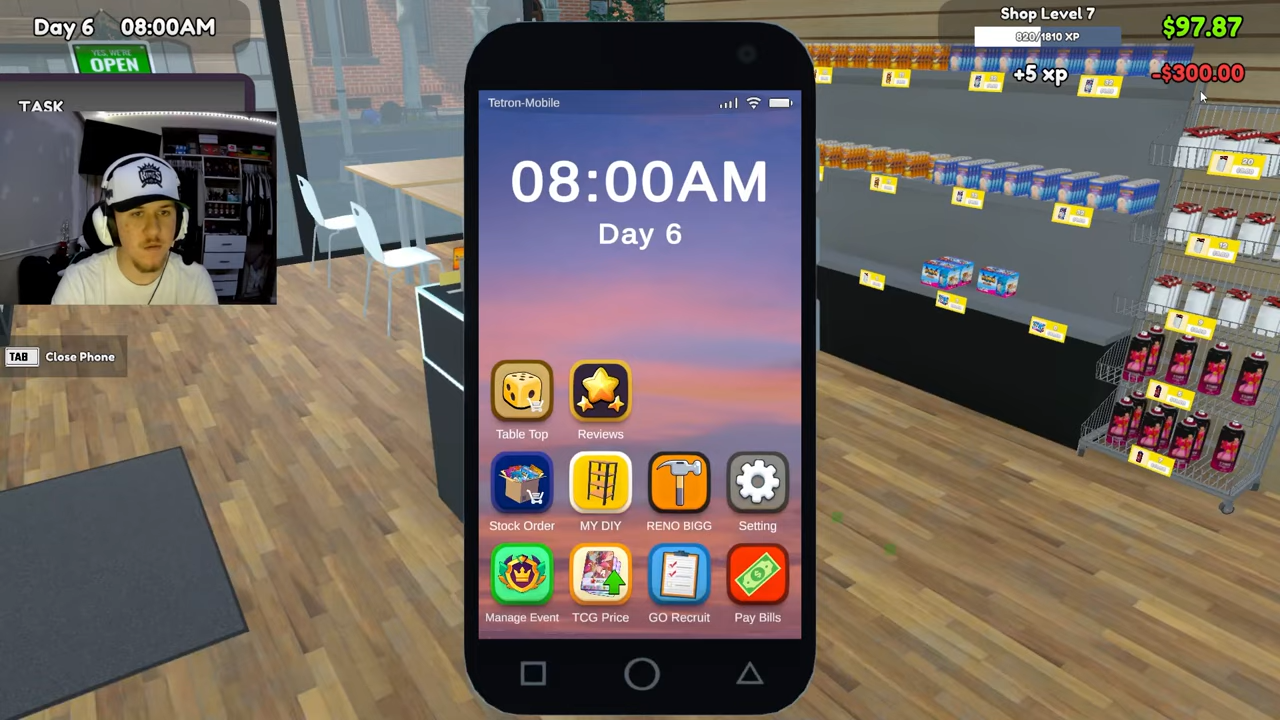 Day 6 08:00AM
YES, WE'RE
OPEN
TASK
TAB Close Phone
Shop Level 7
820/1810 XP
+5 xp
$97.87
-$300.00
Tetron-Mobile
08:00AM
Day 6
Table Top
Reviews
Stock Order
MY DIY
RENO BIGG
Setting
Manage Event
TCG Price
GO Recruit
Pay Bills
KINGS